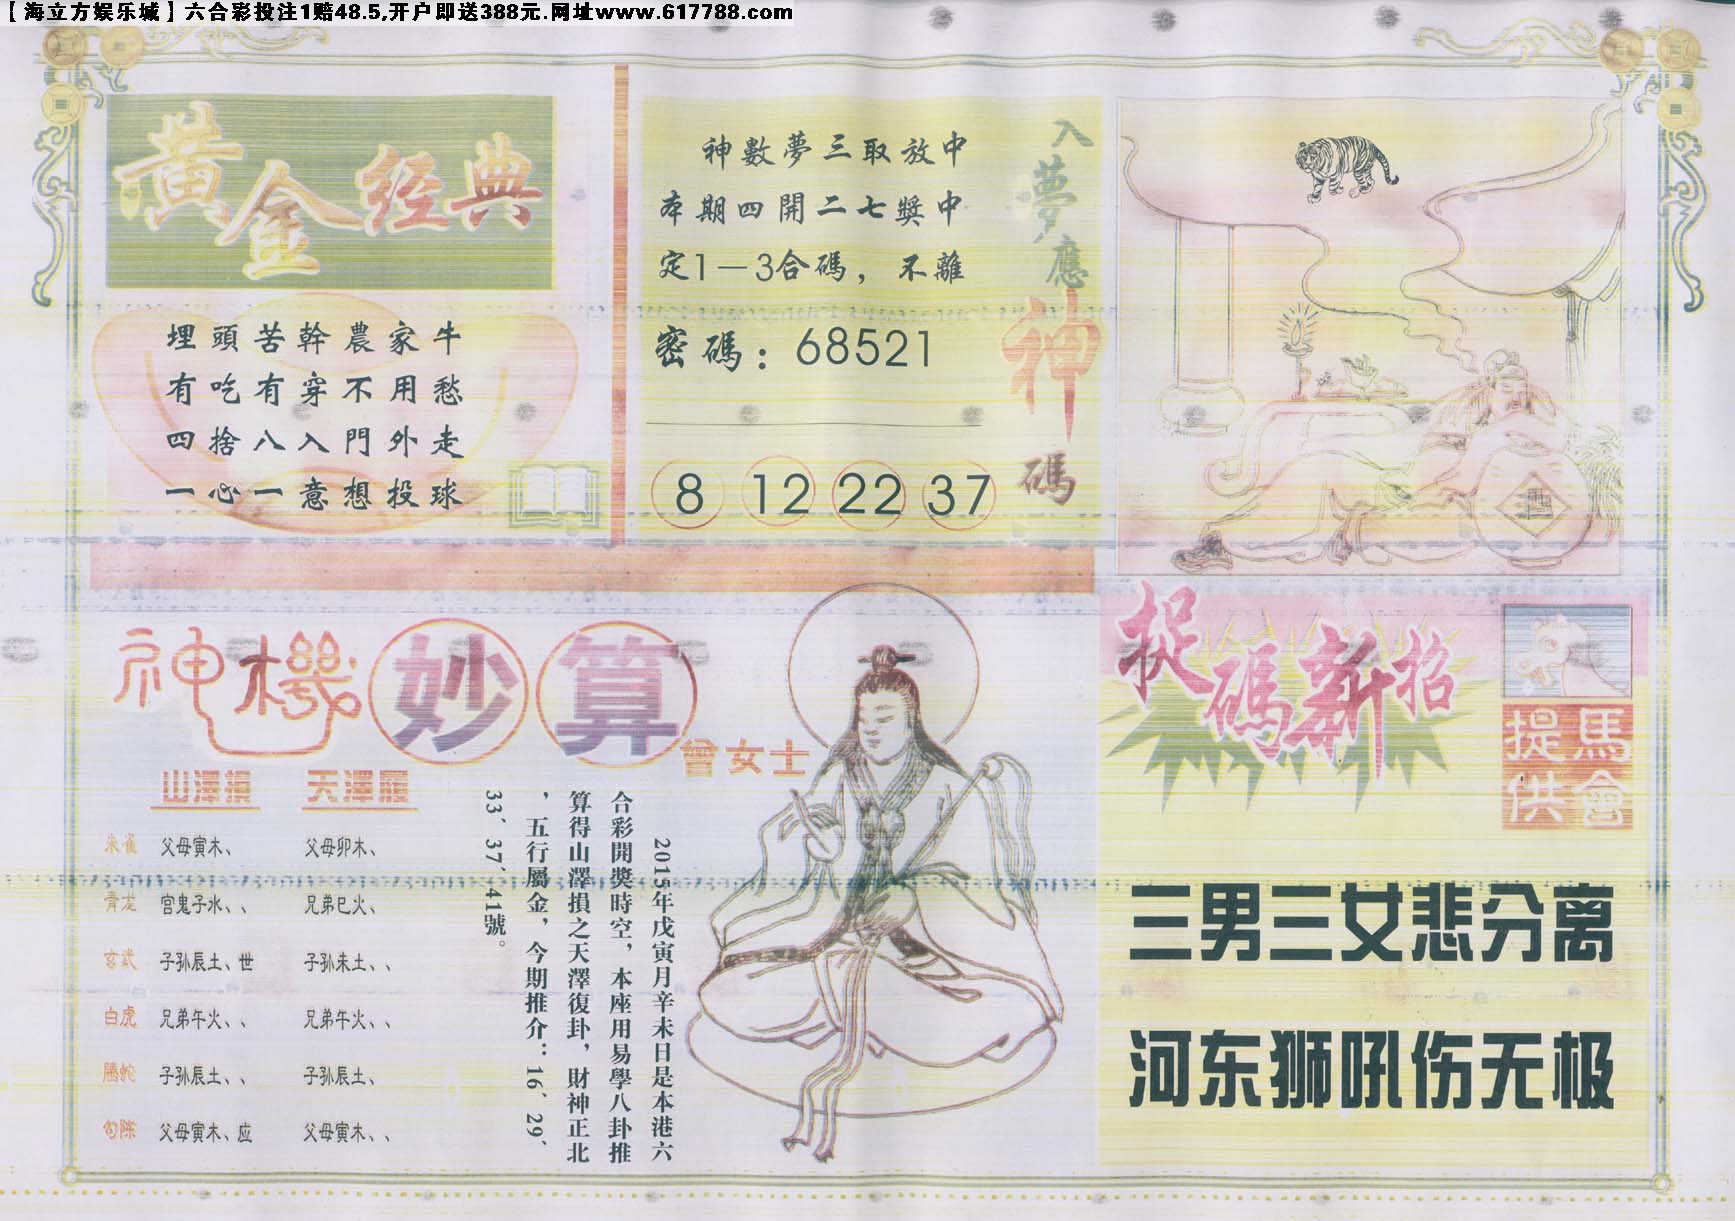 【海立方娱乐城】六合彩投注1赔48.5,开户即送388元.网址www.617788.com
黃金经典
埋頭苦幹農家牛
有吃有穿不用愁
四捨八入門外走
一心一意想投球
入夢應神碼
神數夢三取放中
本期四開二七獎中
定1－3合碼，不離
密碼：68521
8 12 22 37
神機妙算
曾女士
山澤損 天澤履
朱雀 父母寅木、 父母卯木、
青龙 官鬼子水、、 兄弟巳火、
玄武 子孙辰土、世 子孙未土、、
白虎 兄弟午火、、 兄弟午火、、
腾蛇 子孙辰土、、 子孙辰土、
勾陈 父母寅木、应 父母寅木、、
2015年戊寅月辛未日是本港六
合彩開獎時空，本座用易學八卦推
算得山澤損之天澤復卦，財神正北
，五行屬金，今期推介：16、29、
33、37、41號。
捉碼新招
馬會提供
三男三女悲分离
河东狮吼伤无极